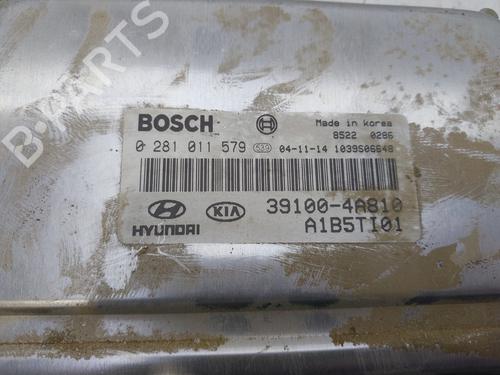 B-PARTS
BOSCH
Made in Korea
8522 0286
0 281 011 579 533 04-11-14 1039S06648
HYUNDAI
KIA
39100-4A810
A1B5TI01